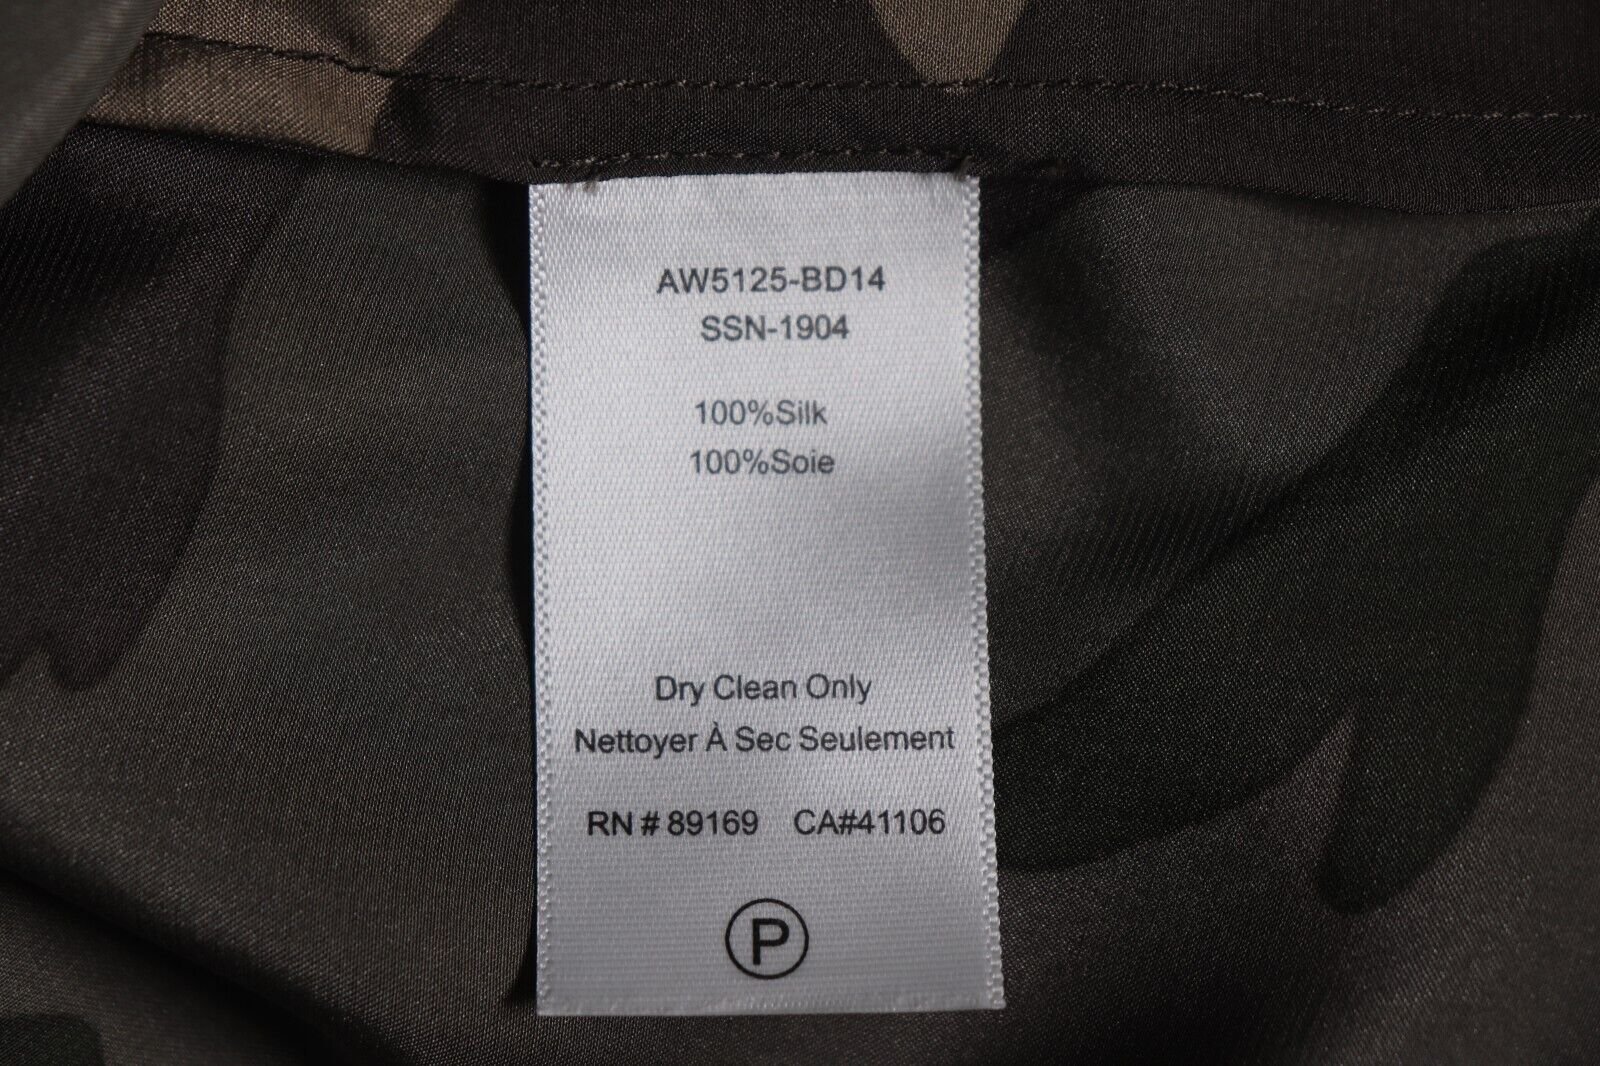 AW5125-BD14
SSN-1904
100%Silk
100%Soie
Dry Clean Only
Nettoyer À Sec Seulement
RN # 89169 CA#41106
P